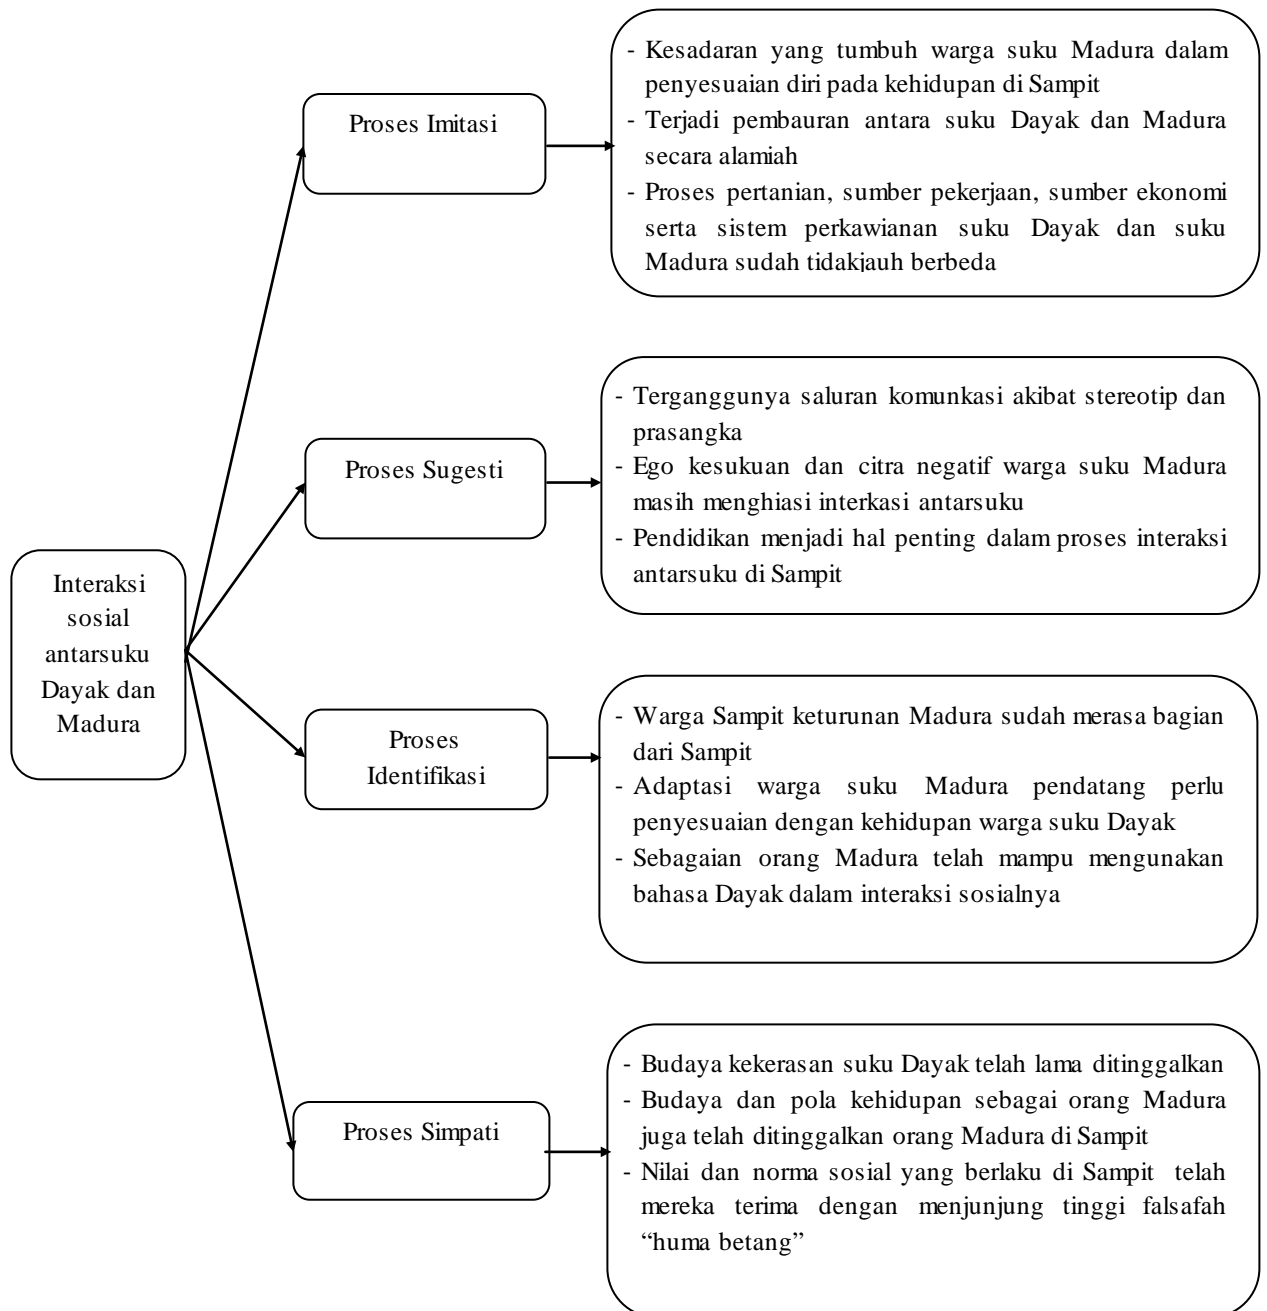 Interaksi
sosial
antarsuku
Dayak dan
Madura
Proses Imitasi
- Kesadaran yang tumbuh warga suku Madura dalam
penyesuaian diri pada kehidupan di Sampit
- Terjadi pembauran antara suku Dayak dan Madura
secara alamiah
- Proses pertanian, sumber pekerjaan, sumber ekonomi
serta sistem perkawianan suku Dayak dan suku
Madura sudah tidakjauh berbeda
Proses Sugesti
- Terganggunya saluran komunkasi akibat stereotip dan
prasangka
- Ego kesukuan dan citra negatif warga suku Madura
masih menghiasi interkasi antarsuku
- Pendidikan menjadi hal penting dalam proses interaksi
antarsuku di Sampit
Proses
Identifikasi
- Warga Sampit keturunan Madura sudah merasa bagian
dari Sampit
- Adaptasi warga suku Madura pendatang perlu
penyesuaian dengan kehidupan warga suku Dayak
- Sebagaian orang Madura telah mampu mengunakan
bahasa Dayak dalam interaksi sosialnya
Proses Simpati
- Budaya kekerasan suku Dayak telah lama ditinggalkan
- Budaya dan pola kehidupan sebagai orang Madura
juga telah ditinggalkan orang Madura di Sampit
- Nilai dan norma sosial yang berlaku di Sampit telah
mereka terima dengan menjunjung tinggi falsafah
“huma betang”